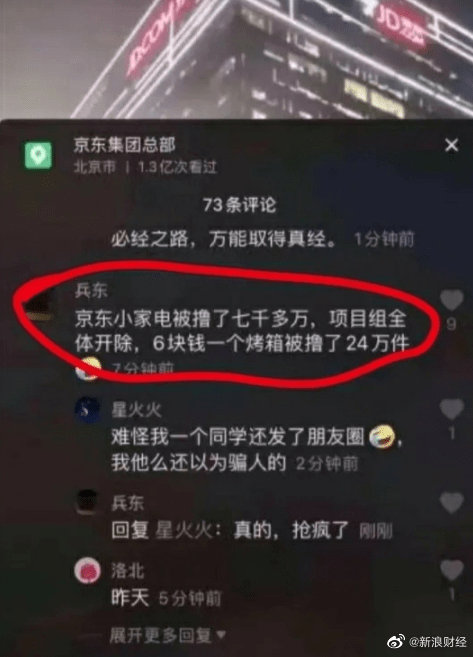 JD.COM
JD
京东集团总部
北京市 | 1.3亿次看过
73条评论
必经之路，万能取得真经。 1分钟前
兵东
京东小家电被撸了七千多万，项目组全
体开除，6块钱一个烤箱被撸了24万件
🤣 7分钟前
9
星火火
难怪我一个同学还发了朋友圈🤣，
我他么还以为骗人的 2分钟前
1
兵东
回复 星火火：真的，抢疯了 刚刚
洛北
昨天 5分钟前
1
展开更多回复
@新浪财经